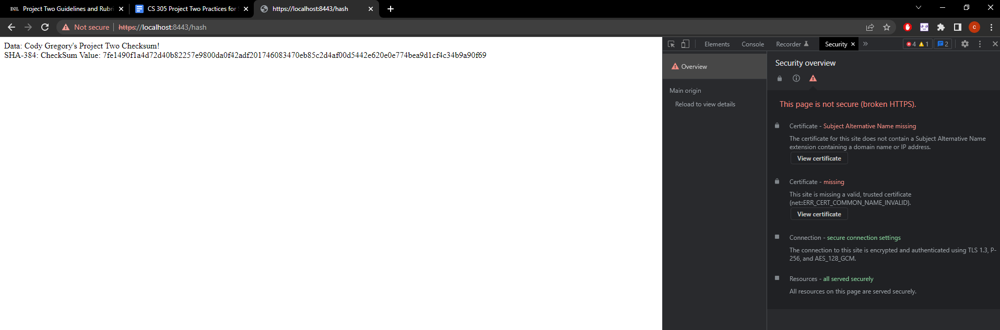 D2L Project Two Guidelines and Rubri
CS 305 Project Two Practices for
https://localhost:8443/hash
Not secure https://localhost:8443/hash
c
Data: Cody Gregory's Project Two Checksum!
SHA-384: CheckSum Value: 7fe1490f1a4d72d40b82257e9800da0f42adf201746083470eb85c2d4af00d5442e620e0e774bea9d1cf4c34b9a90f69
Elements Console Recorder Security 4 1 2
Overview
Main origin
Reload to view details
Security overview
This page is not secure (broken HTTPS).
Certificate - Subject Alternative Name missing
The certificate for this site does not contain a Subject Alternative Name
extension containing a domain name or IP address.
View certificate
Certificate - missing
This site is missing a valid, trusted certificate
(net::ERR_CERT_COMMON_NAME_INVALID).
View certificate
Connection - secure connection settings
The connection to this site is encrypted and authenticated using TLS 1.3, P-
256, and AES_128_GCM.
Resources - all served securely
All resources on this page are served securely.